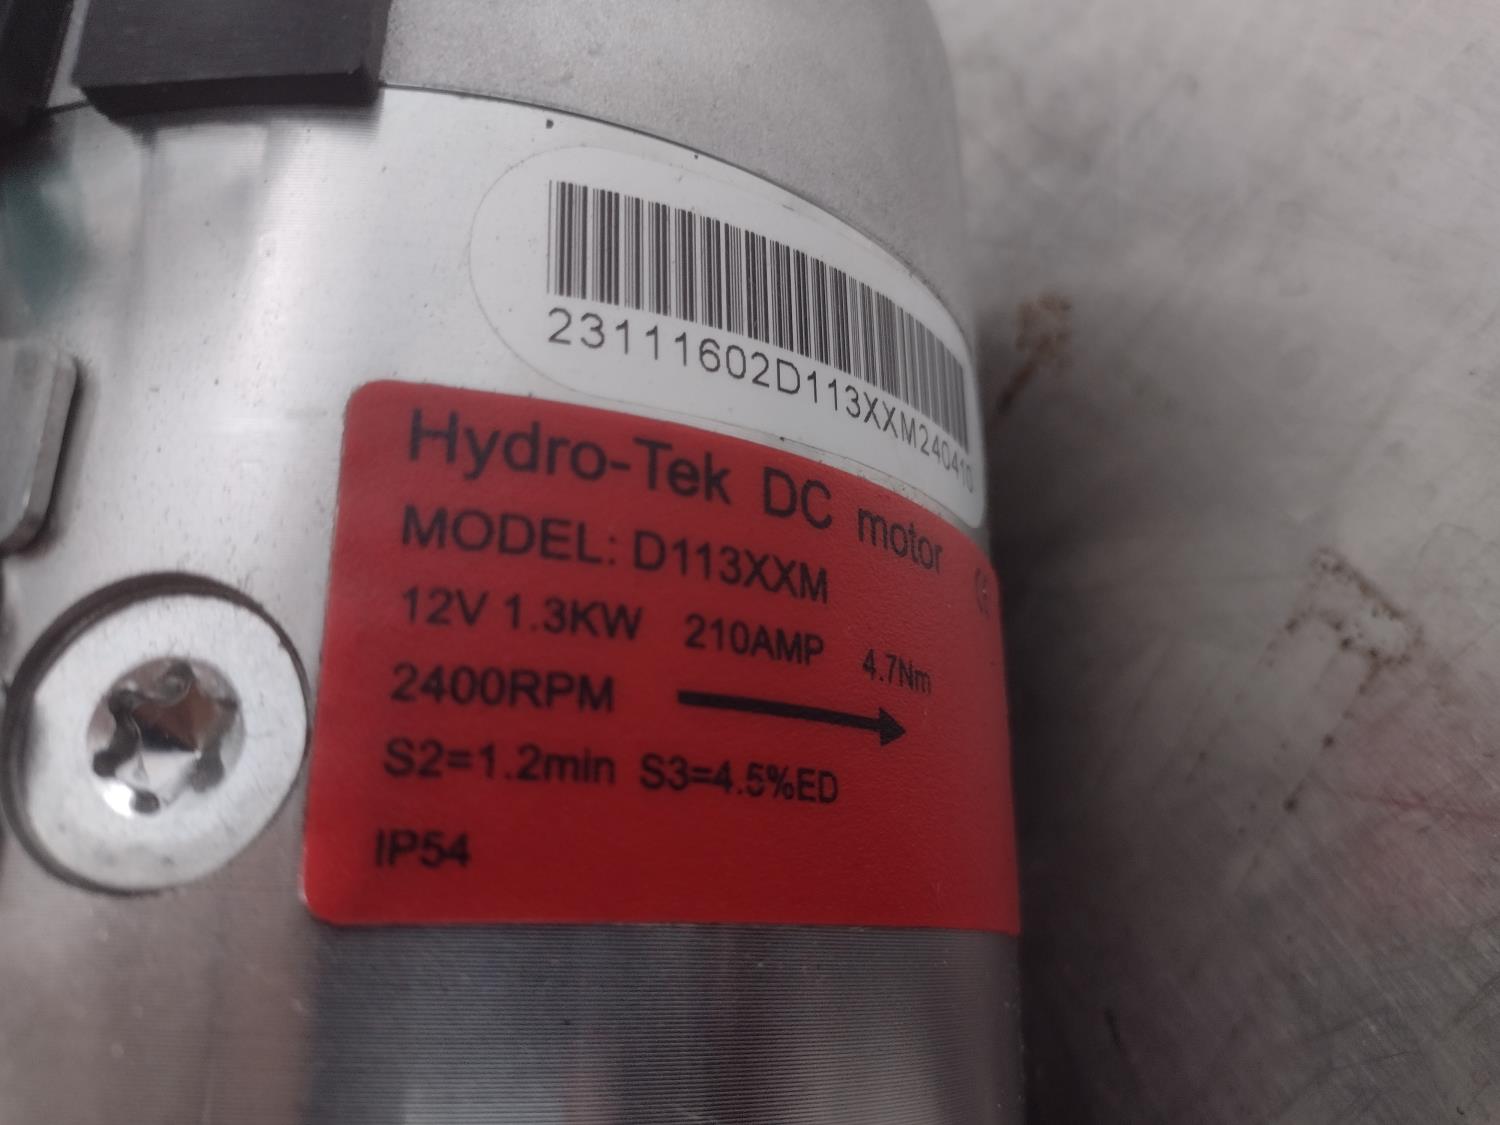 23111602D113XXM240410
Hydro-Tek DC motor
MODEL: D113XXM CE
12V 1.3KW 210AMP 4.7Nm
2400RPM
S2=1.2min S3=4.5%ED
IP54